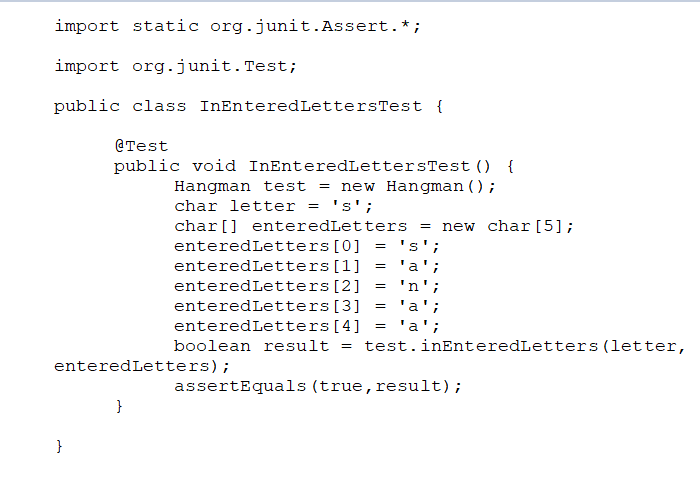 import static org.junit.Assert.*;
import org.junit.Test;
public class InEnteredLettersTest {
@Test
public void InEnteredLettersTest() {
Hangman test = new Hangman();
char letter = 's';
char[] enteredLetters = new char[5];
enteredLetters[0] = 's';
enteredLetters[1] = 'a';
enteredLetters[2] = 'n';
enteredLetters[3] = 'a';
enteredLetters[4] = 'a';
boolean result = test.inEnteredLetters(letter,
enteredLetters);
assertEquals(true,result);
}
}